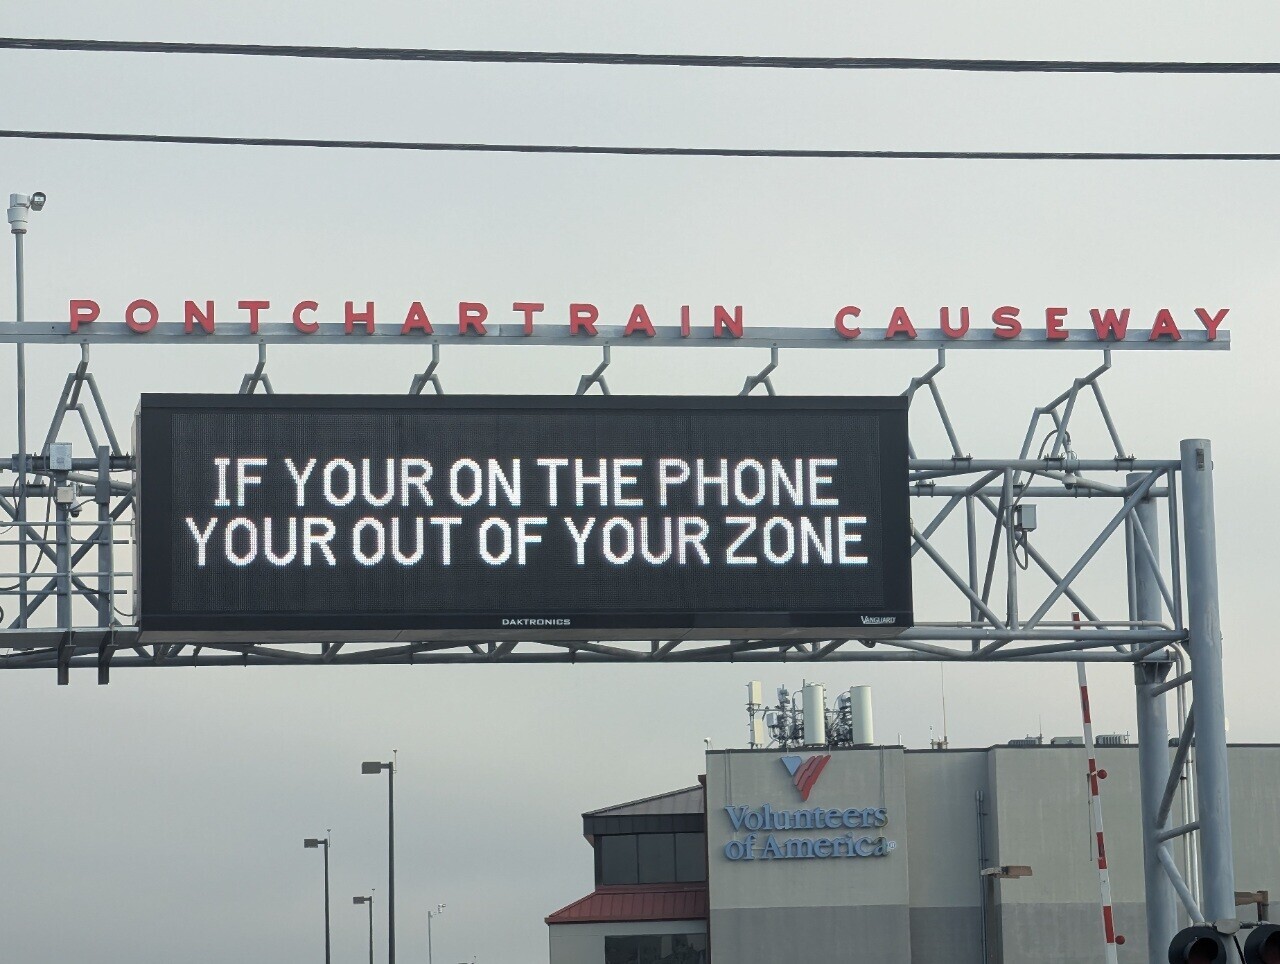 PONTCHARTRAIN CAUSEWAY
IF YOUR ON THE PHONE
YOUR OUT OF YOUR ZONE
DAKTRONICS
VANGUARD
Volunteers
of America®